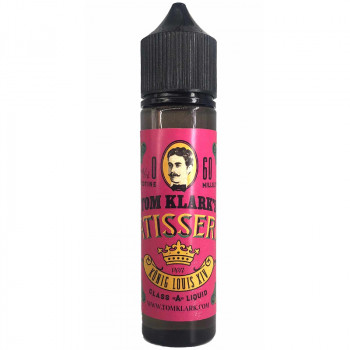 0
60
TOM KLARK'S
ATISSER
KÖNIG LOUIS XIV
CLASS-A-LIQUID
WWW.TOMKLARK.COM